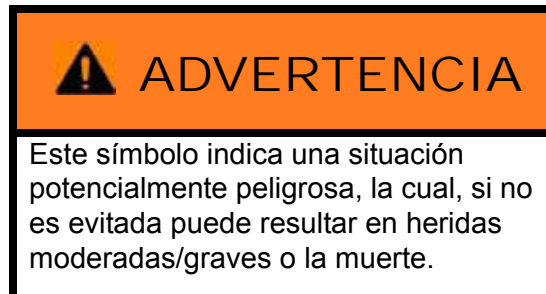 ADVERTENCIA
Este símbolo indica una situación
potencialmente peligrosa, la cual, si no
es evitada puede resultar en heridas
moderadas/graves o la muerte.